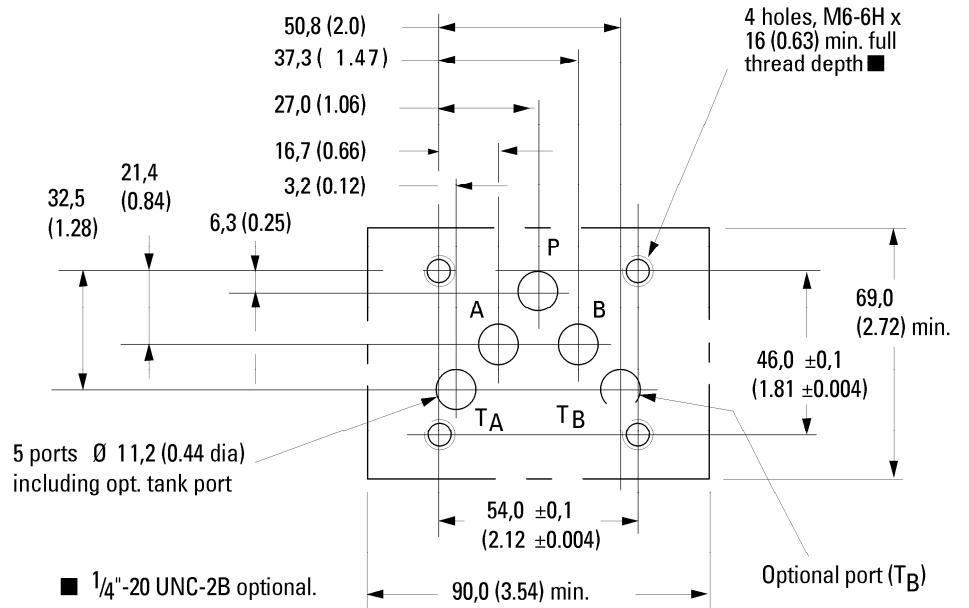 50,8 (2.0)
37,3 ( 1.47)
27,0 (1.06)
16,7 (0.66)
3,2 (0.12)
4 holes, M6-6H x
16 (0.63) min. full
thread depth ■
21,4
(0.84)
32,5
(1.28)
6,3 (0.25)
P
A
B
TA
TB
69,0
(2.72) min.
46,0 ±0,1
(1.81 ±0.004)
5 ports Ø 11,2 (0.44 dia)
including opt. tank port
54,0 ±0,1
(2.12 ±0.004)
■ 1/4"-20 UNC-2B optional.
90,0 (3.54) min.
Optional port (TB)